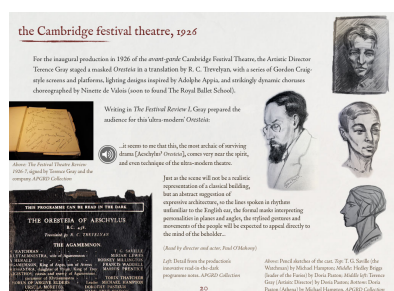 the Cambridge festival theatre, 1926
For the inaugural production in 1926 of the avant-garde Cambridge Festival Theatre, the Artistic Director
Terence Gray staged a masked Oresteia in a translation by R. C. Trevelyan, with a series of Gordon Craig-
style screens and platforms, lighting designs inspired by Adolphe Appia, and strikingly dynamic choruses
choreographed by Ninette de Valois (soon to found The Royal Ballet School).
Writing in The Festival Review I, Gray prepared the
audience for this 'ultra-modern' Oresteia:
...it seems to me that this, the most archaic of surviving
drama [Aeschylus' Oresteia], comes very near the spirit,
and even technique of the ultra-modern theatre.
Just as the scene will not be a realistic
representation of a classical building,
but an abstract suggestion of
expressive architecture, so the lines spoken in rhythms
unfamiliar to the English ear, the formal masks interpreting
personalities in planes and angles, the stylised gestures and
movements of the people will be expected to appeal directly to
the mind of the beholder...
(Read by director and actor, Paul O'Mahony)
Above: The Festival Theatre Review
1926-7, signed by Terence Gray and the
company APGRD Collection
THIS PROGRAMME CAN BE READ IN THE DARK
THE ORESTEIA OF AESCHYLUS
B.C. 458.
THE AGAMEMNON.
Left: Detail from the production's
innovative read-in-the-dark
programme notes. APGRD Collection
Above: Pencil sketches of the cast. Top: T. G. Saville (the
Watchman) by Michael Hampton; Middle: Hedley Briggs
(leader of the Furies) by Doria Paston; Middle left: Terence
Gray (Artistic Director) by Doria Paston; Bottom: Doria
Paston (Athena) by Michael Hampton. APGRD Collection
20